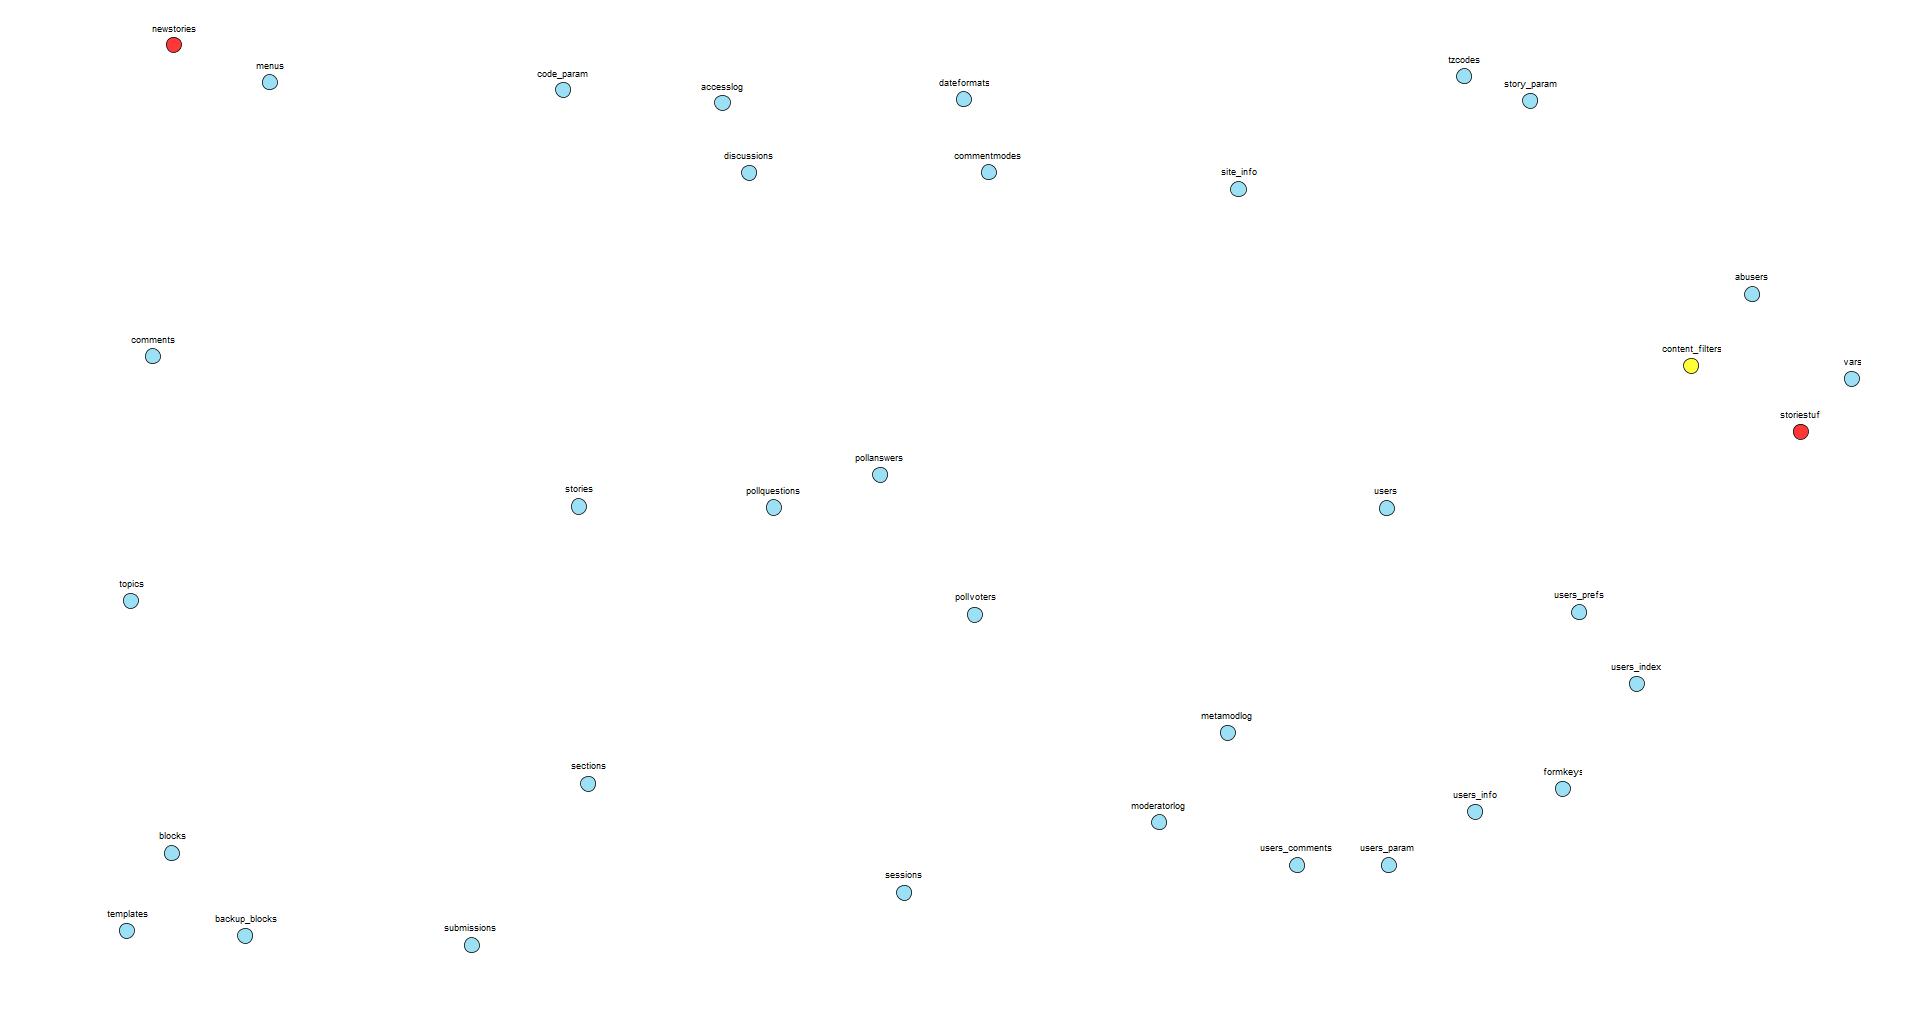 newstories
menus
code_param
accesslog
dateformats
tzcodes
story_param
discussions
commentmodes
site_info
abusers
comments
content_filters
vars
storiestuf
pollanswers
stories
pollquestions
users
topics
pollvoters
users_prefs
users_index
metamodlog
sections
formkeys
users_info
moderatorlog
blocks
users_comments
users_param
sessions
templates
backup_blocks
submissions